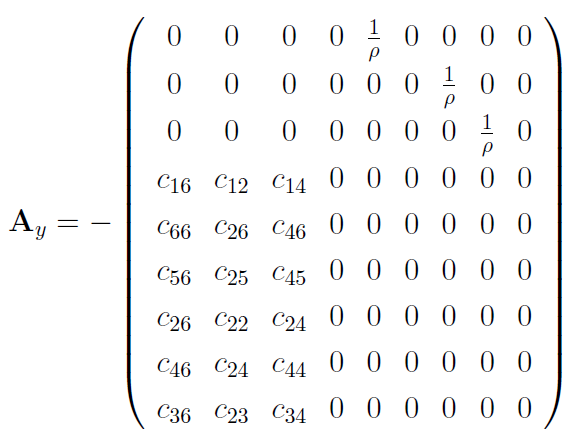 0 0 0 0 1/ρ 0 0 0 0
0 0 0 0 0 0 1/ρ 0 0
0 0 0 0 0 0 0 1/ρ 0
c₁₆ c₁₂ c₁₄ 0 0 0 0 0 0
A_y = − c₆₆ c₂₆ c₄₆ 0 0 0 0 0 0
c₅₆ c₂₅ c₄₅ 0 0 0 0 0 0
c₂₆ c₂₂ c₂₄ 0 0 0 0 0 0
c₄₆ c₂₄ c₄₄ 0 0 0 0 0 0
c₃₆ c₂₃ c₃₄ 0 0 0 0 0 0